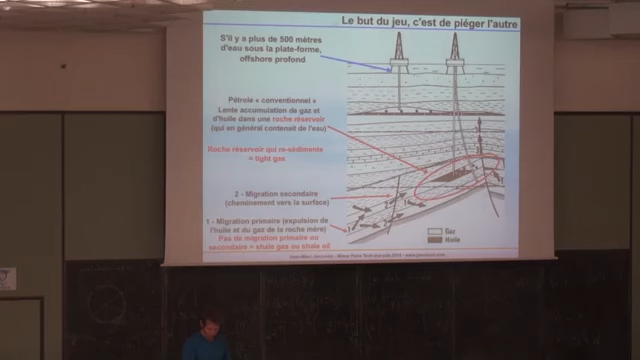 Le but du jeu, c'est de piéger l'autre
S'il y a plus de 500 mètres
d'eau sous la plate-forme,
offshore profond
Pétrole « conventionnel »
Lente accumulation de gaz et
d'huile dans une roche réservoir
(qui en général contenait de l'eau)
Roche réservoir qui re-sédimente
= tight gas
2 - Migration secondaire
(cheminement vers la surface)
1 - Migration primaire (expulsion de
l'huile et du gaz de la roche mère)
Pas de migration primaire ou
secondaire = shale gas ou shale oil
Gaz
Huile